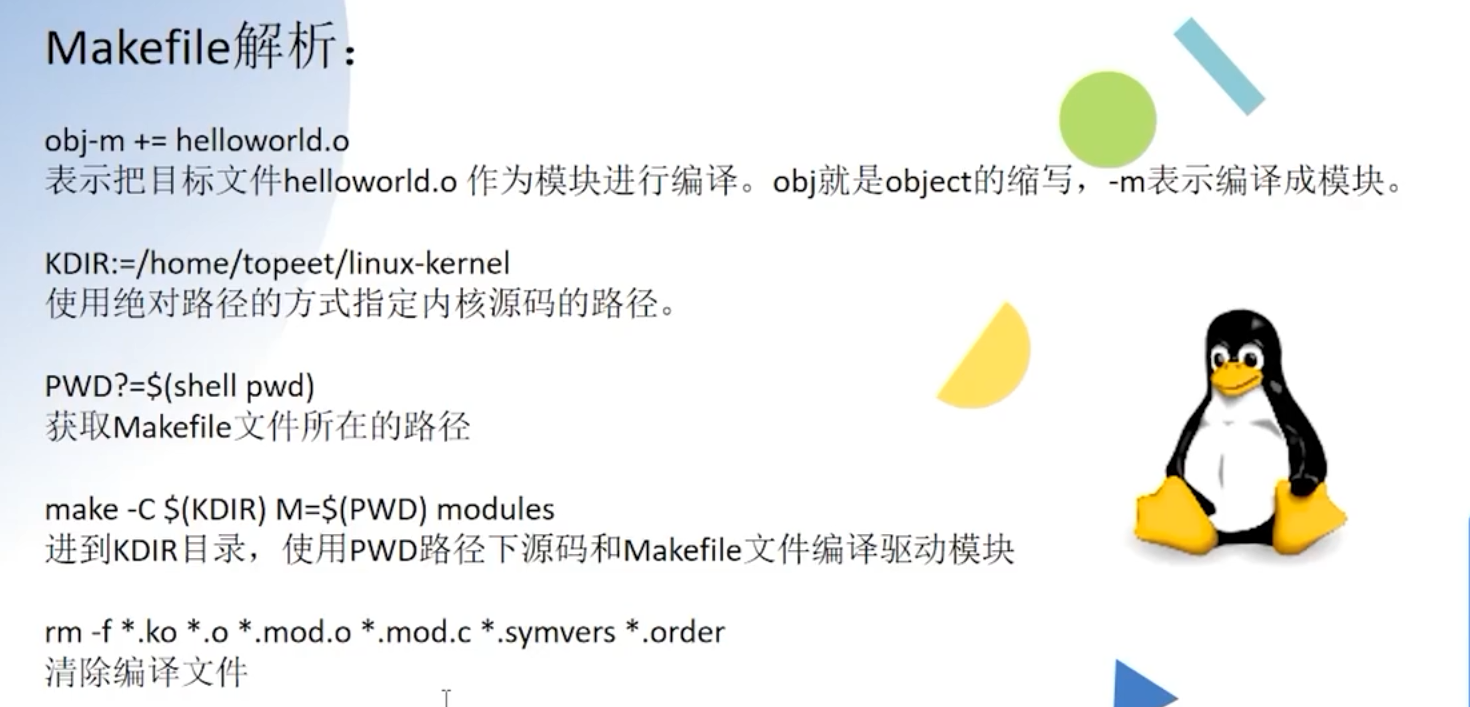 Makefile解析：
obj-m += helloworld.o
表示把目标文件helloworld.o 作为模块进行编译。obj就是object的缩写，-m表示编译成模块。
KDIR:=/home/topeet/linux-kernel
使用绝对路径的方式指定内核源码的路径。
PWD?=$(shell pwd)
获取Makefile文件所在的路径
make -C $(KDIR) M=$(PWD) modules
进到KDIR目录，使用PWD路径下源码和Makefile文件编译驱动模块
rm -f *.ko *.o *.mod.o *.mod.c *.symvers *.order
清除编译文件